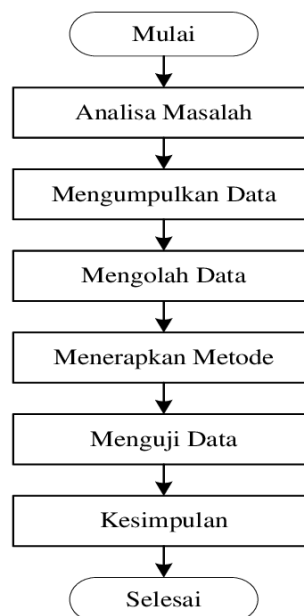 Mulai
Analisa Masalah
Mengumpulkan Data
Mengolah Data
Menerapkan Metode
Menguji Data
Kesimpulan
Selesai